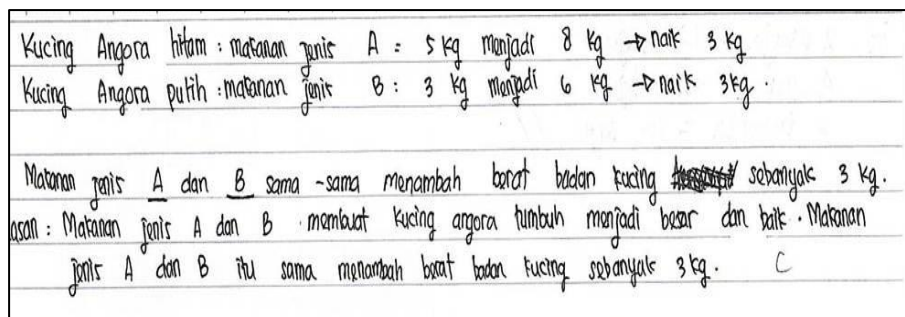 Kucing Angora hitam : makanan jenis A : 5 kg menjadi 8 kg → naik 3 kg
Kucing Angora putih : makanan jenis B : 3 kg menjadi 6 kg → naik 3 kg .
Makanan jenis A dan B sama - sama menambah berat badan kucing sebanyak 3 kg.
asan : Makanan jenis A dan B membuat kucing angora tumbuh menjadi besar dan baik . Makanan
jenis A dan B itu sama menambah berat badan kucing sebanyak 3 kg. C